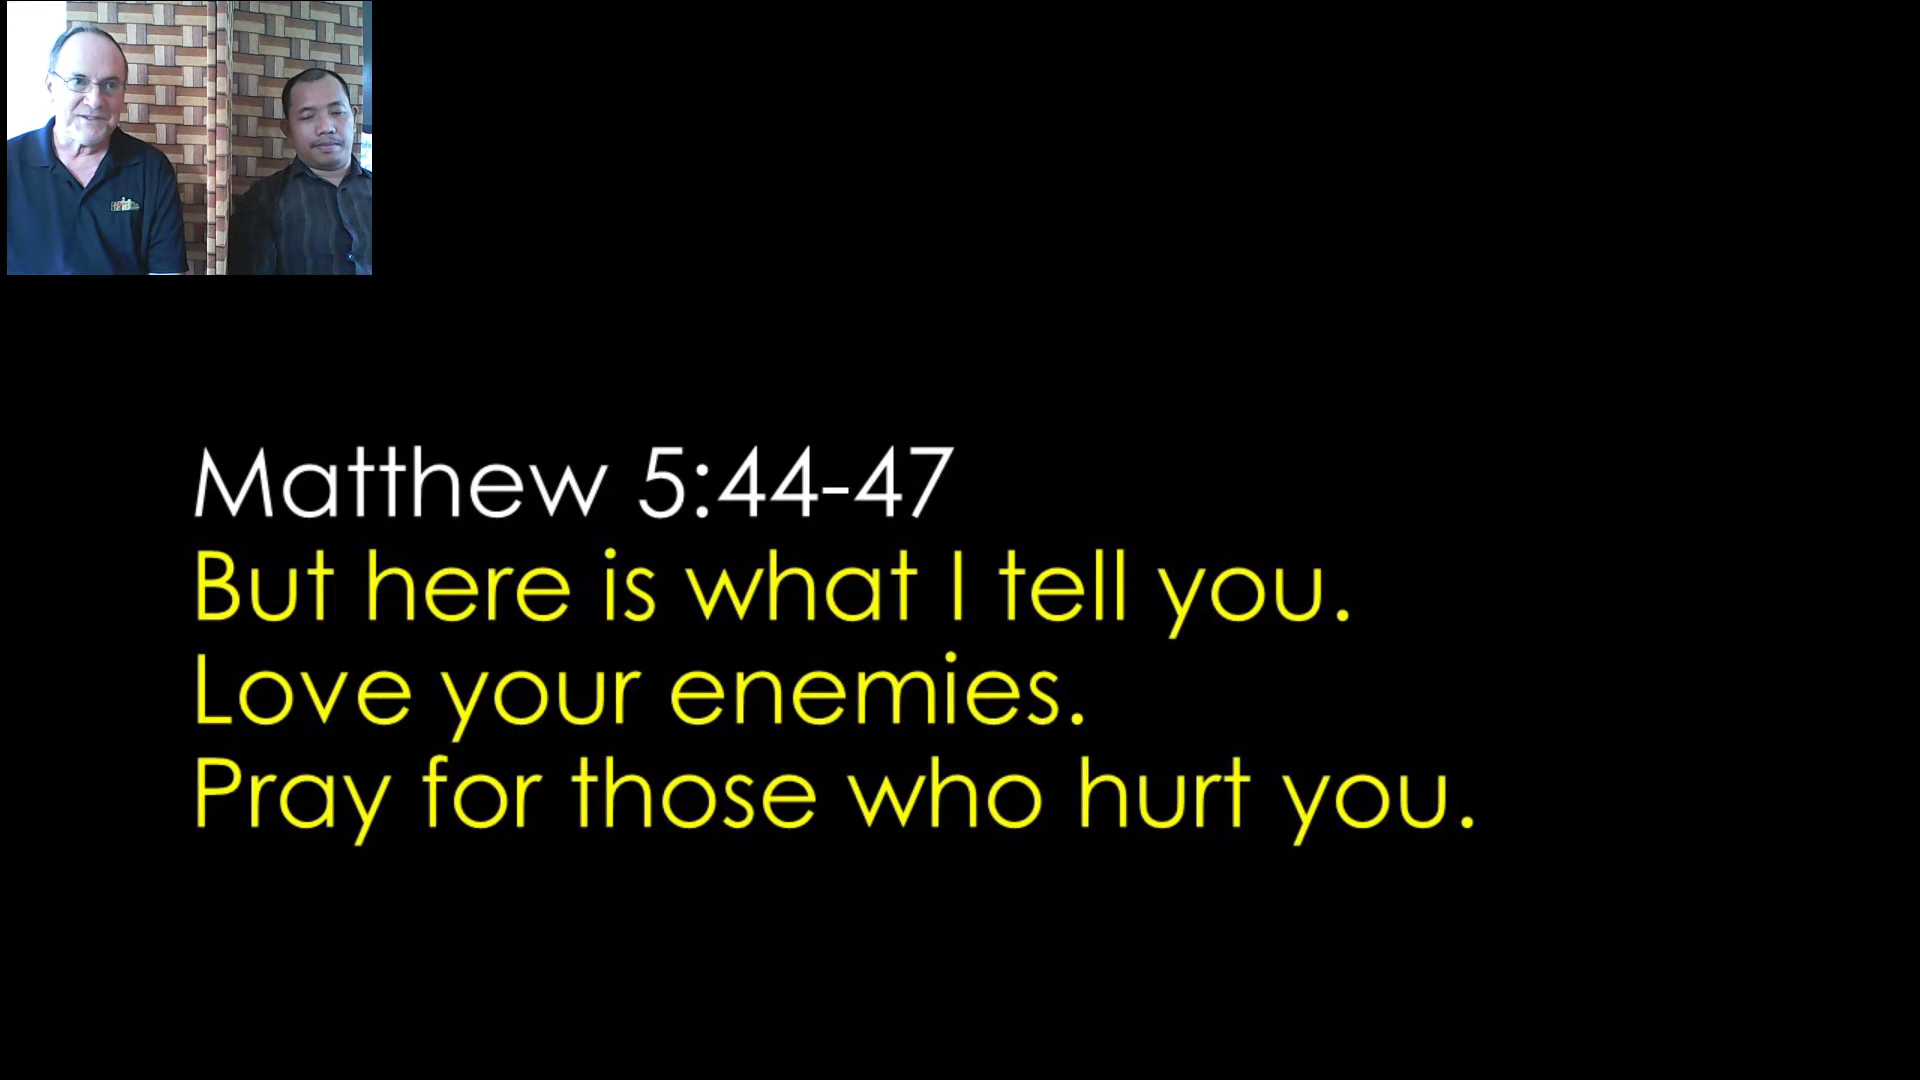 Matthew 5:44-47
But here is what I tell you.
Love your enemies.
Pray for those who hurt you.